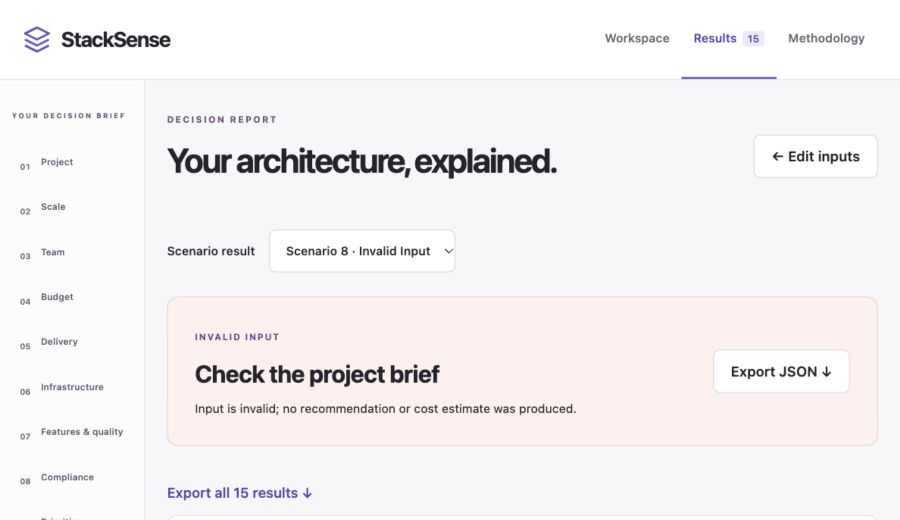 StackSense
Workspace
Results 15
Methodology
YOUR DECISION BRIEF
01 Project
02 Scale
03 Team
04 Budget
05 Delivery
06 Infrastructure
07 Features & quality
08 Compliance
DECISION REPORT
Your architecture, explained.
← Edit inputs
Scenario result
Scenario 8 · Invalid Input
INVALID INPUT
Check the project brief
Input is invalid; no recommendation or cost estimate was produced.
Export JSON ↓
Export all 15 results ↓